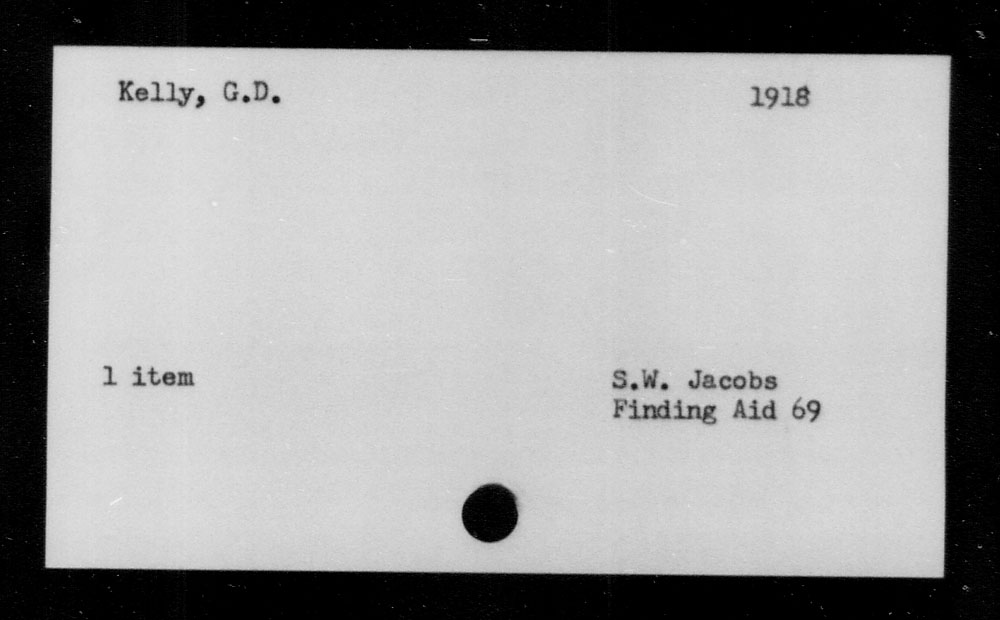 Kelly, G.D. 1918
1 item S.W. Jacobs
Finding Aid 69